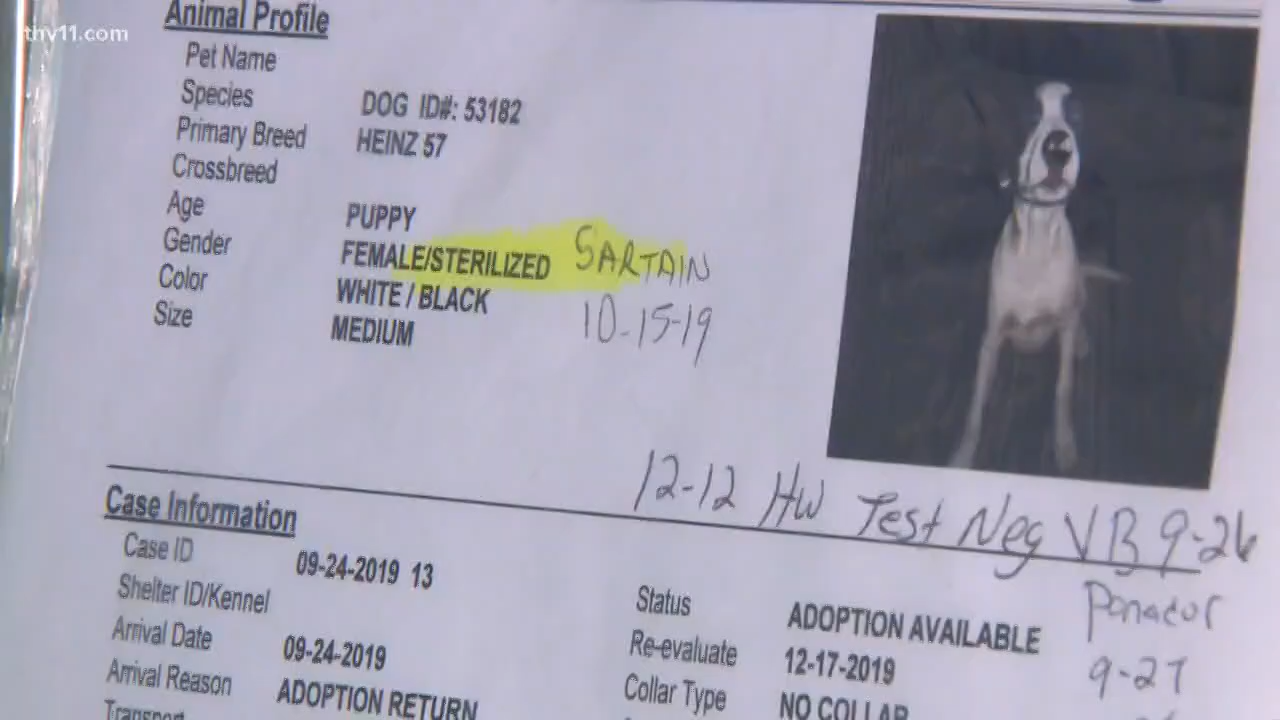 thv11.com
Animal Profile
Pet Name
Species DOG ID#: 53182
Primary Breed HEINZ 57
Crossbreed
Age PUPPY
Gender FEMALE/STERILIZED SARTAIN
Color WHITE / BLACK 10-15-19
Size MEDIUM
12-12 HW Test Neg VB 9-26
Case Information
Case ID 09-24-2019 13
Shelter ID/Kennel
Arrival Date 09-24-2019
Arrival Reason ADOPTION RETURN
Transport
Status ADOPTION AVAILABLE Panacur
Re-evaluate 12-17-2019 9-27
Collar Type NO COLLAR